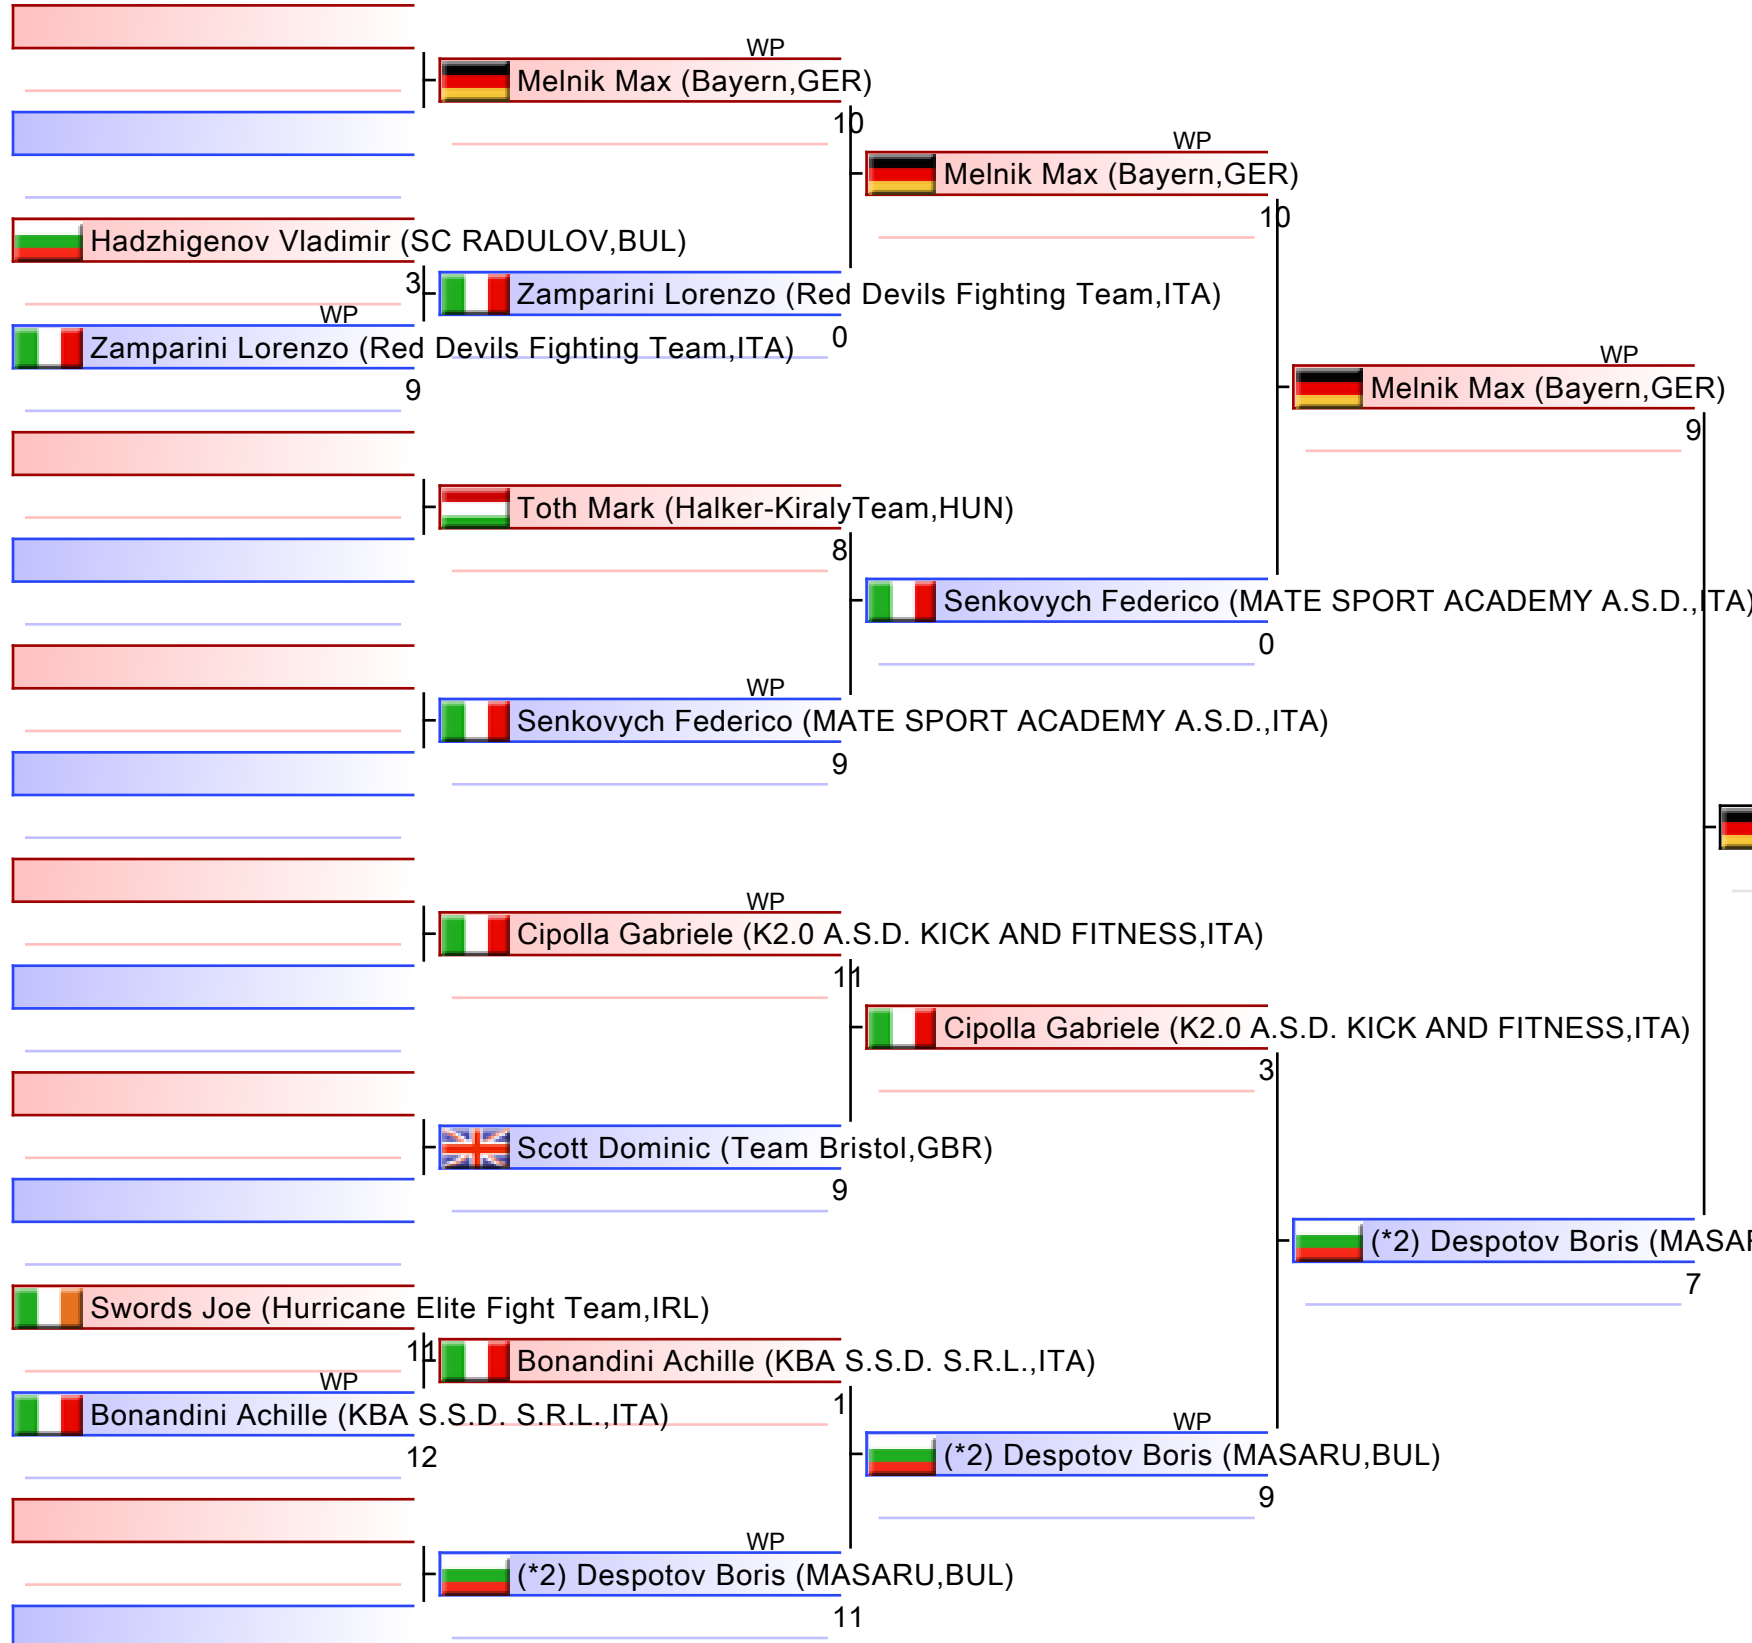 WP
Melnik Max (Bayern,GER)
10
WP
Melnik Max (Bayern,GER)
10
Hadzhigenov Vladimir (SC RADULOV,BUL)
3
Zamparini Lorenzo (Red Devils Fighting Team,ITA)
0
WP
Zamparini Lorenzo (Red Devils Fighting Team,ITA)
9
WP
Melnik Max (Bayern,GER)
9
Toth Mark (Halker-KiralyTeam,HUN)
8
Senkovych Federico (MATE SPORT ACADEMY A.S.D.,ITA)
0
WP
Senkovych Federico (MATE SPORT ACADEMY A.S.D.,ITA)
9
WP
Cipolla Gabriele (K2.0 A.S.D. KICK AND FITNESS,ITA)
11
Cipolla Gabriele (K2.0 A.S.D. KICK AND FITNESS,ITA)
3
Scott Dominic (Team Bristol,GBR)
9
(*2) Despotov Boris (MASAR
7
Swords Joe (Hurricane Elite Fight Team,IRL)
11
Bonandini Achille (KBA S.S.D. S.R.L.,ITA)
1
WP
Bonandini Achille (KBA S.S.D. S.R.L.,ITA)
12
WP
(*2) Despotov Boris (MASARU,BUL)
9
WP
(*2) Despotov Boris (MASARU,BUL)
11